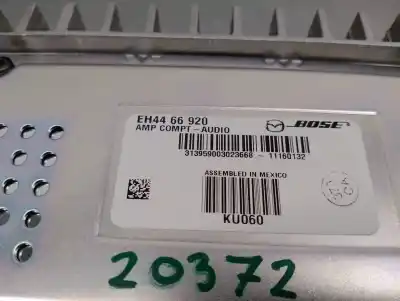 EH44 66 920
AMP COMPT-AUDIO
BOSE
313959003023668 - 11160132
ASSEMBLED IN MEXICO
KU060
20372